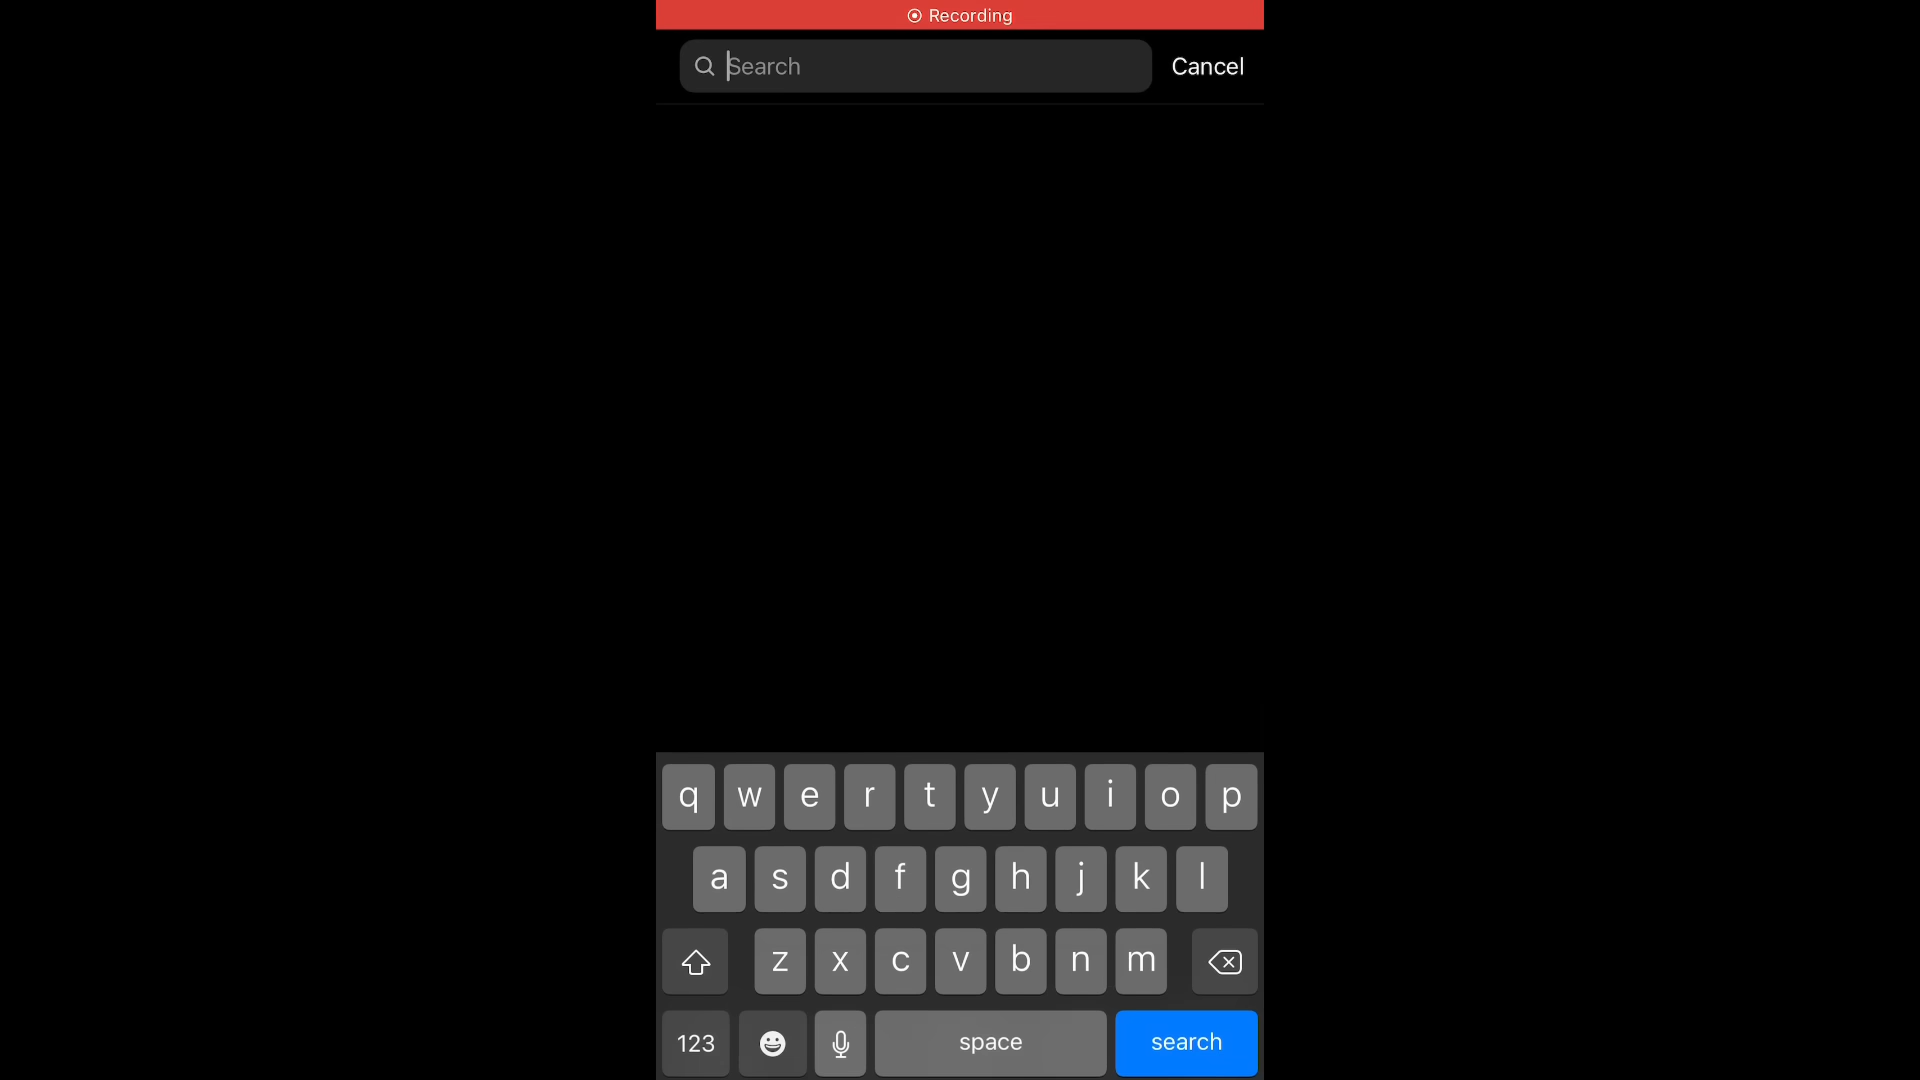 Recording
Search Cancel
q w e r t y u i o p
a s d f g h j k l
z x c v b n m
123 space search